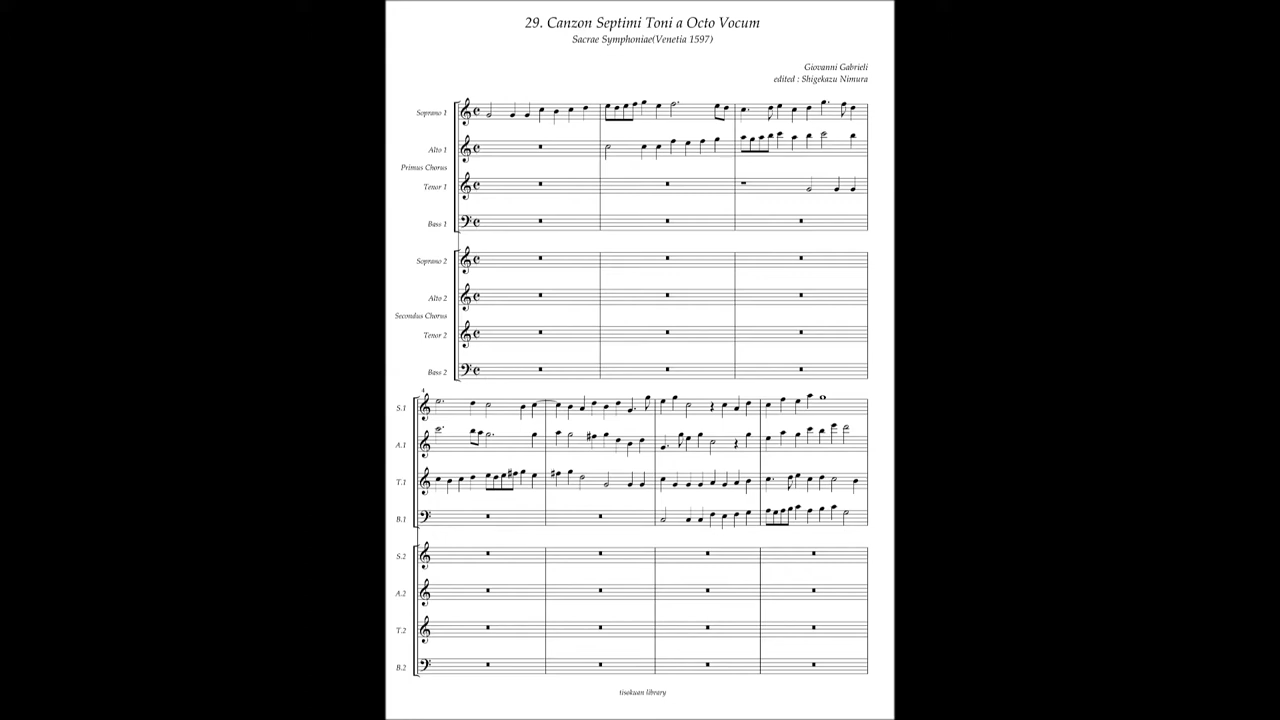 29. Canzon Septimi Toni a Octo Vocum
Sacrae Symphoniae(Venetia 1597)
Giovanni Gabrieli
edited : Shigekazu Nimura
Soprano 1
Alto 1
Primus Chorus
Tenor 1
Bass 1
Soprano 2
Alto 2
Secondus Chorus
Tenor 2
Bass 2
4
S.1
A.1
T.1
B.1
S.2
A.2
T.2
B.2
tisekuan library